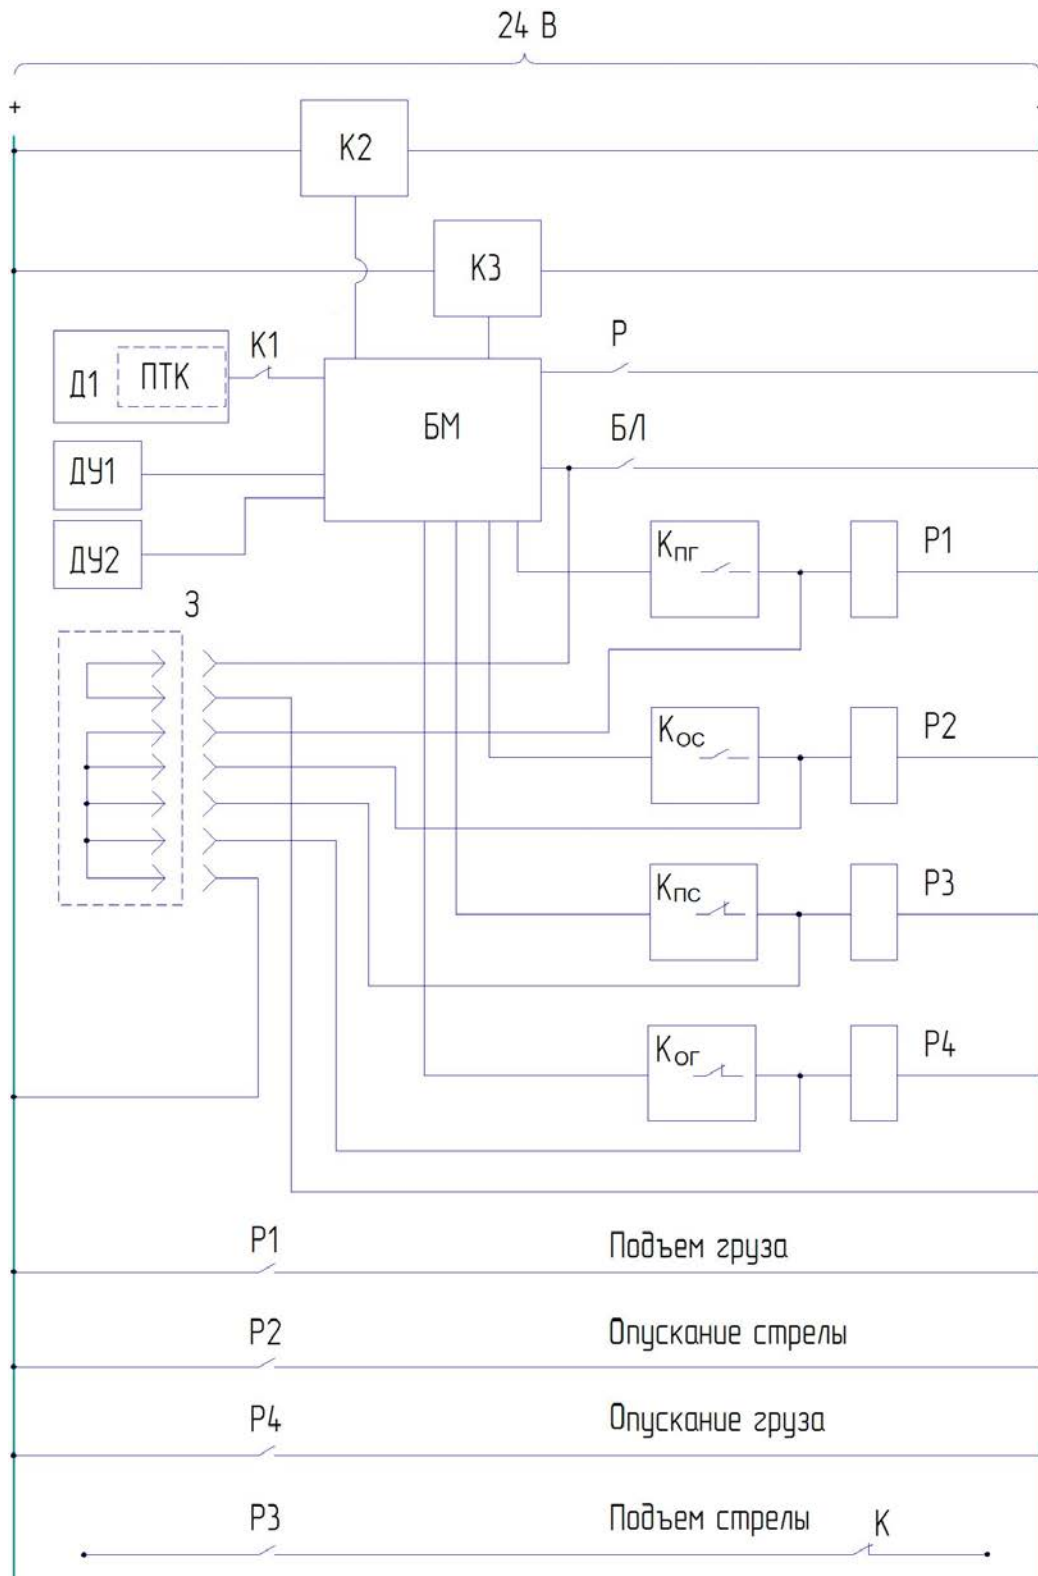 24 В
+
-
К2
К3
Р
К1
Д1
ПТК
БМ
БЛ
ДУ1
ДУ2
Кпг
Р1
З
Кос
Р2
Кпс
Р3
Ког
Р4
Р1 Подъем груза
Р2 Опускание стрелы
Р4 Опускание груза
Р3 Подъем стрелы К